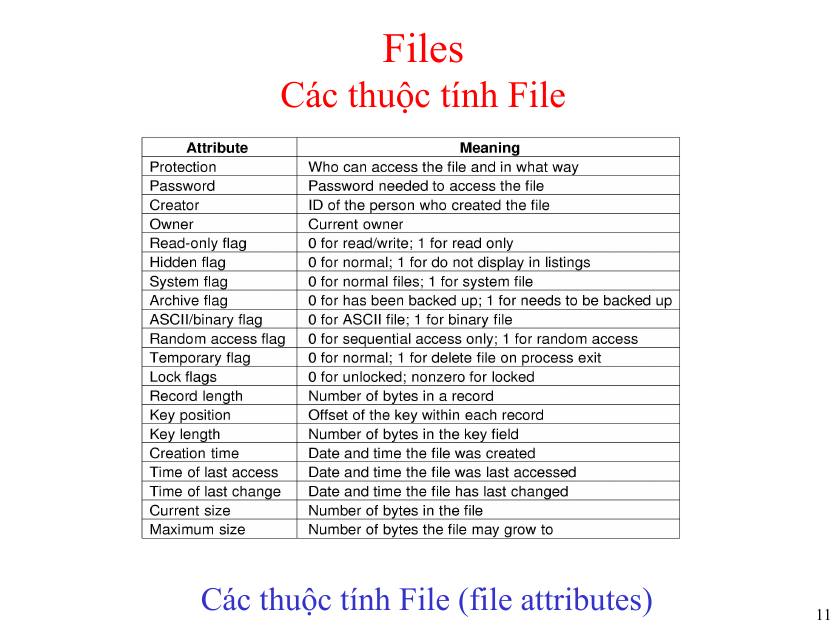 Files
Các thuộc tính File
Attribute Meaning
Protection Who can access the file and in what way
Password Password needed to access the file
Creator ID of the person who created the file
Owner Current owner
Read-only flag 0 for read/write; 1 for read only
Hidden flag 0 for normal; 1 for do not display in listings
System flag 0 for normal files; 1 for system file
Archive flag 0 for has been backed up; 1 for needs to be backed up
ASCII/binary flag 0 for ASCII file; 1 for binary file
Random access flag 0 for sequential access only; 1 for random access
Temporary flag 0 for normal; 1 for delete file on process exit
Lock flags 0 for unlocked; nonzero for locked
Record length Number of bytes in a record
Key position Offset of the key within each record
Key length Number of bytes in the key field
Creation time Date and time the file was created
Time of last access Date and time the file was last accessed
Time of last change Date and time the file has last changed
Current size Number of bytes in the file
Maximum size Number of bytes the file may grow to
Các thuộc tính File (file attributes)
11